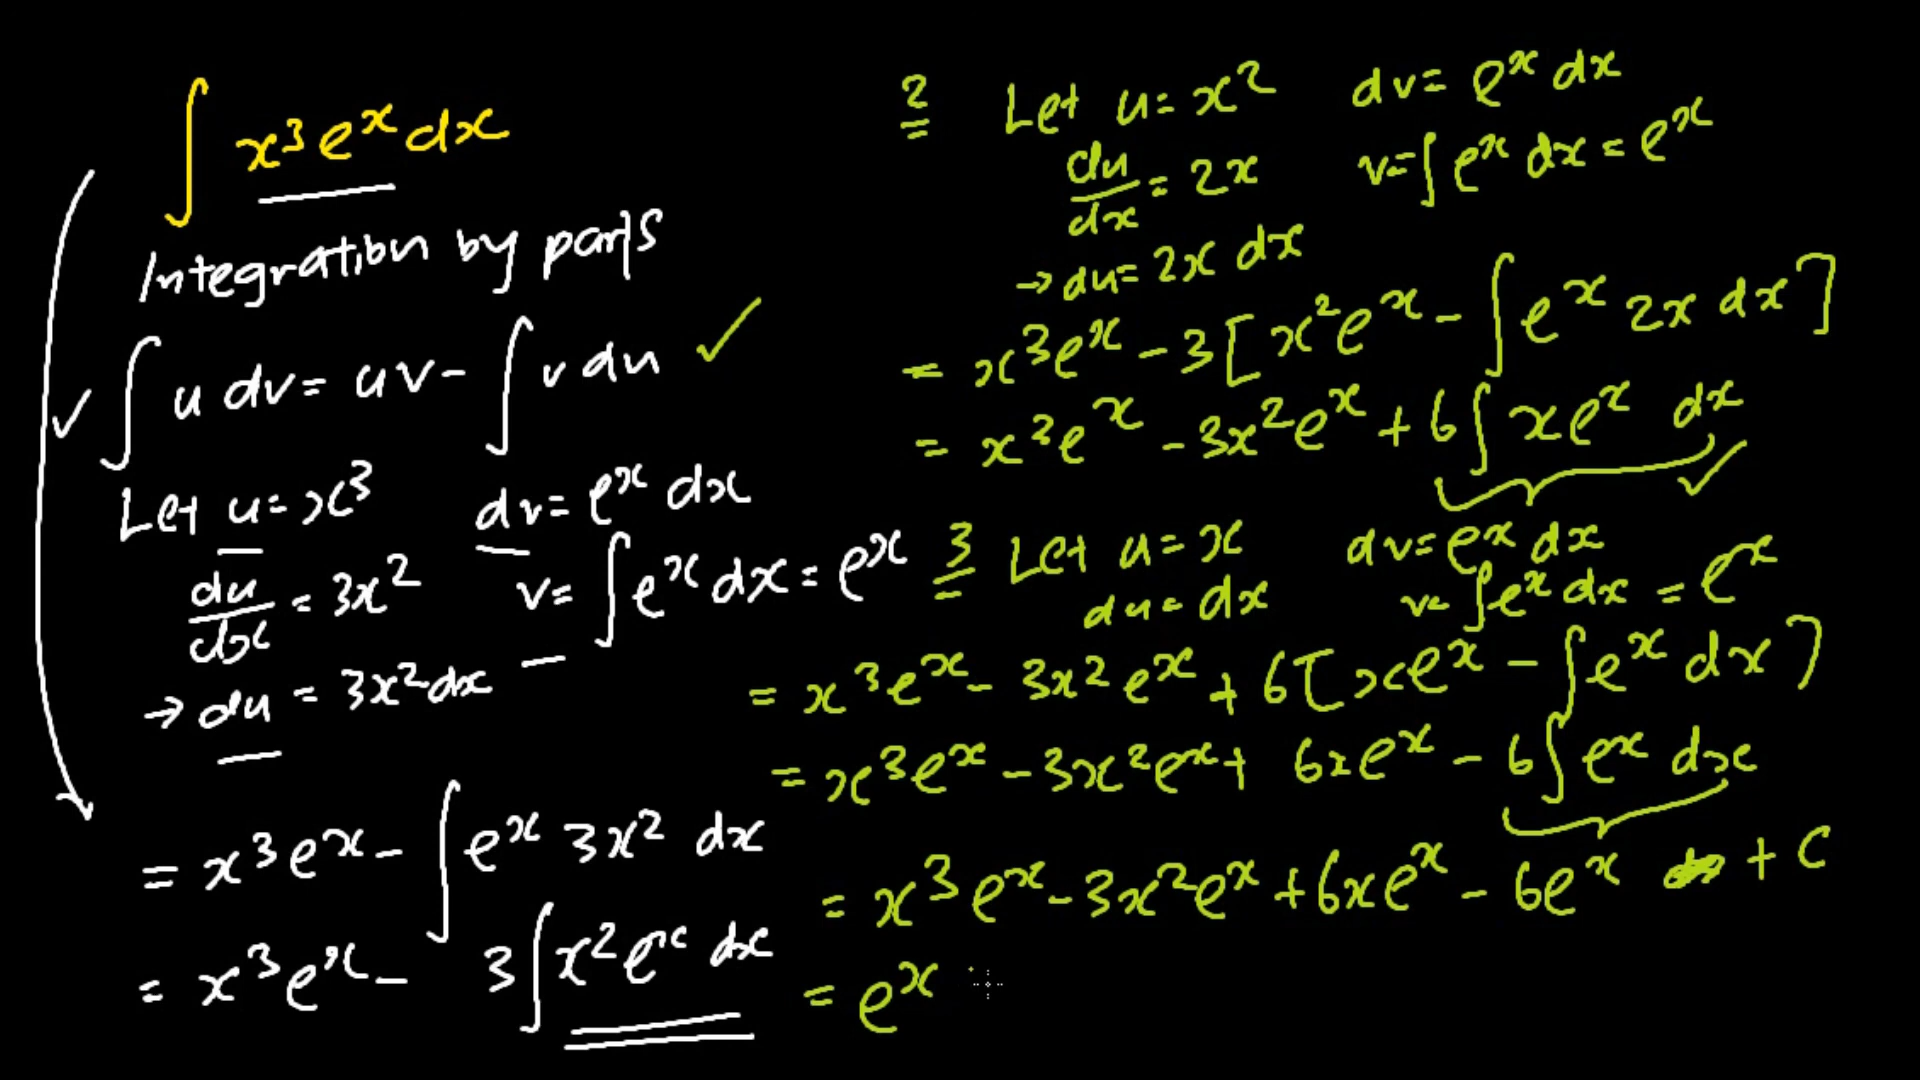 ∫ x³eˣ dx
Integration by parts
✓ ∫ u dv = uv - ∫ v du ✓
Let u = x³   dv = eˣ dx
du/dx = 3x²   v = ∫ eˣ dx = eˣ
→ du = 3x² dx
= x³eˣ - ∫ eˣ 3x² dx
= x³eˣ - 3∫ x²eˣ dx
2 Let u = x²   dv = eˣ dx
du/dx = 2x   v = ∫ eˣ dx = eˣ
→ du = 2x dx
= x³eˣ - 3[x²eˣ - ∫ eˣ 2x dx]
= x³eˣ - 3x²eˣ + 6∫ xeˣ dx ✓
3 Let u = x   dv = eˣ dx
du = dx   v = ∫ eˣ dx = eˣ
= x³eˣ - 3x²eˣ + 6[xeˣ - ∫ eˣ dx]
= x³eˣ - 3x²eˣ + 6xeˣ - 6∫ eˣ dx
= x³eˣ - 3x²eˣ + 6xeˣ - 6eˣ + C
= eˣ